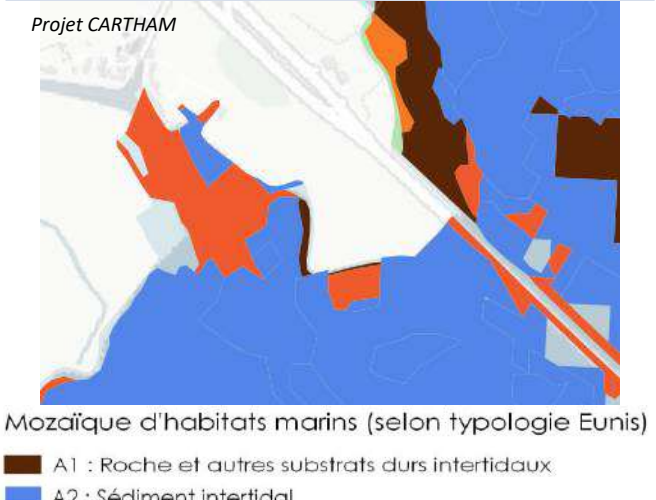 Projet CARTHAM
Mozaïque d'habitats marins (selon typologie Eunis)
A1 : Roche et autres substrats durs intertidaux
A2 : Sédiment intertidal